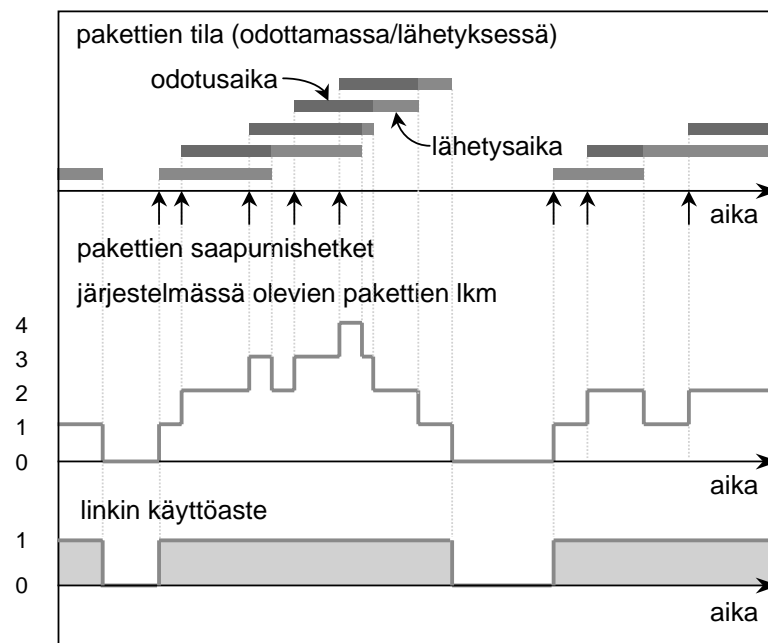 pakettien tila (odottamassa/lähetyksessä)
odotusaika
lähetysaika
aika
pakettien saapumishetket
järjestelmässä olevien pakettien lkm
4
3
2
1
0
aika
linkin käyttöaste
1
0
aika